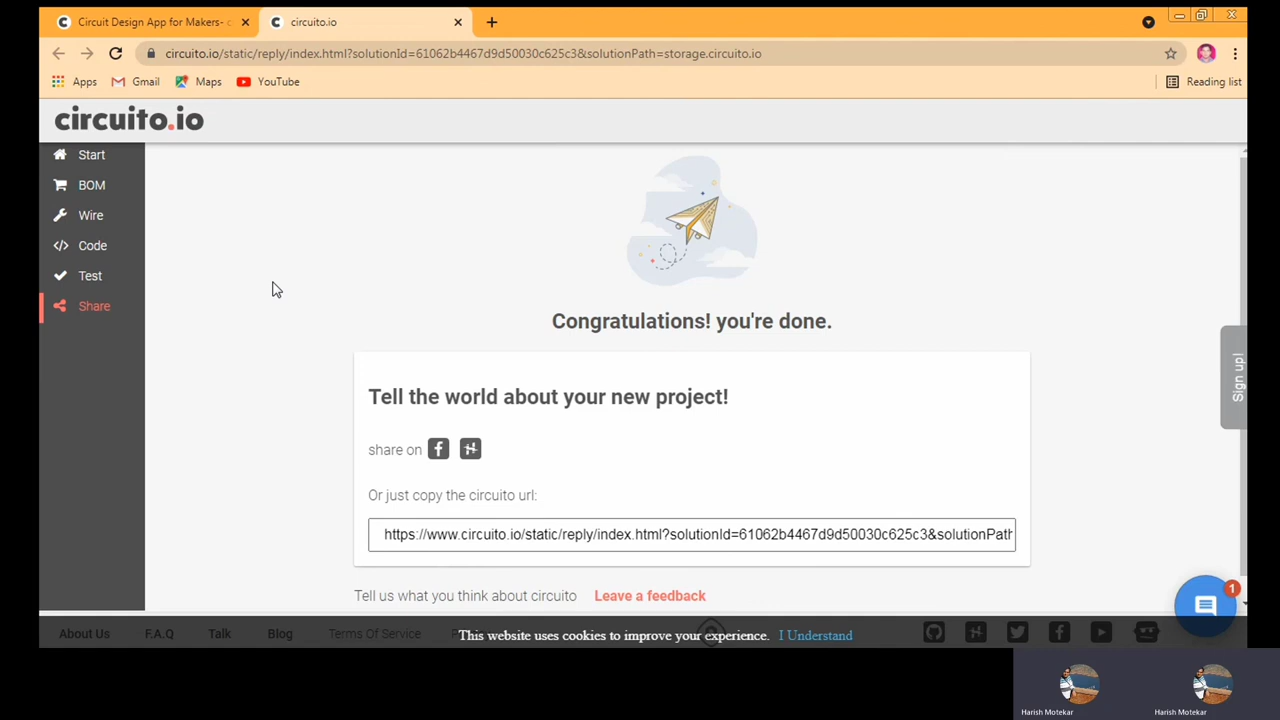 Circuit Design App for Makers- c
circuito.io
circuito.io/static/reply/index.html?solutionId=61062b4467d9d50030c625c3&solutionPath=storage.circuito.io
Apps
Gmail
Maps
YouTube
Reading list
circuito.io
Start
BOM
Wire
Code
Test
Share
Congratulations! you're done.
Tell the world about your new project!
share on
Or just copy the circuito url:
https://www.circuito.io/static/reply/index.html?solutionId=61062b4467d9d50030c625c3&solutionPath
Tell us what you think about circuito Leave a feedback
Sign up!
1
About Us
F.A.Q
Talk
Blog
Terms Of Service
This website uses cookies to improve your experience. I Understand
Harish Motekar
Harish Motekar